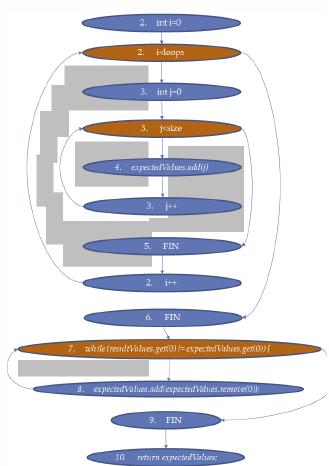 2. int i=0
2. i<loops
3. int j=0
3. j<size
4. expectedValues.add(j)
3. j++
5. FIN
2. i++
6. FIN
7. while (resultValues.get(0) != expectedValues.get(0)) {
8. expectedValues.add(expectedValues.remove(0));
9. FIN
10. return expectedValues;